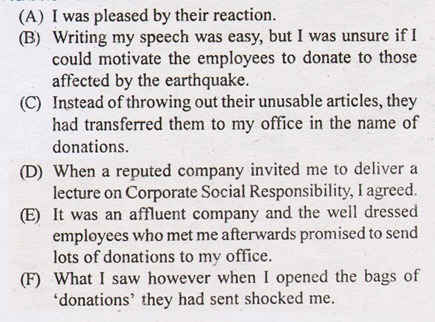 (A) I was pleased by their reaction.
(B) Writing my speech was easy, but I was unsure if I
could motivate the employees to donate to those
affected by the earthquake.
(C) Instead of throwing out their unusable articles, they
had transferred them to my office in the name of
donations.
(D) When a reputed company invited me to deliver a
lecture on Corporate Social Responsibility, I agreed.
(E) It was an affluent company and the well dressed
employees who met me afterwards promised to send
lots of donations to my office.
(F) What I saw however when I opened the bags of
‘donations’ they had sent shocked me.